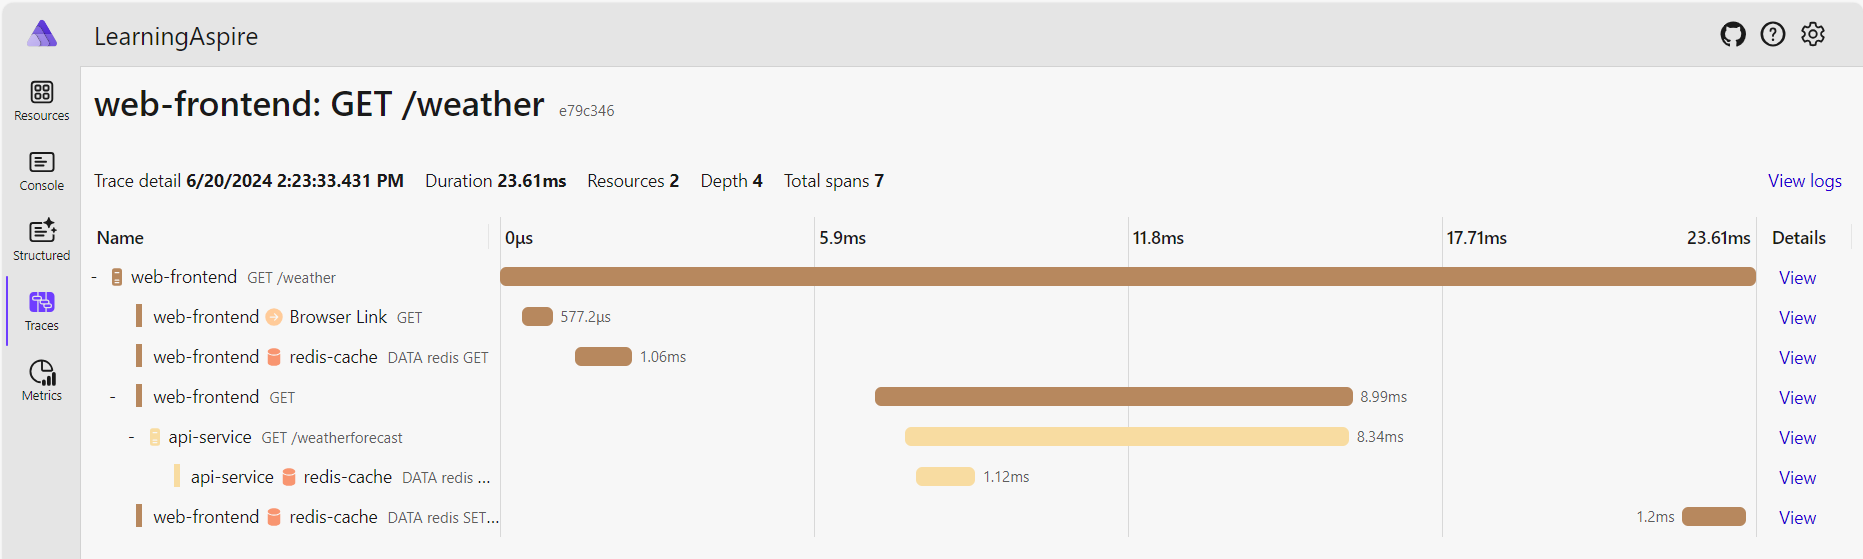 LearningAspire
Resources
Console
Structured
Traces
Metrics
web-frontend: GET /weather e79c346
Trace detail 6/20/2024 2:23:33.431 PM Duration 23.61ms Resources 2 Depth 4 Total spans 7 View logs
Name 0µs 5.9ms 11.8ms 17.71ms 23.61ms Details
- web-frontend GET /weather View
web-frontend Browser Link GET 577.2µs View
web-frontend redis-cache DATA redis GET 1.06ms View
- web-frontend GET 8.99ms View
- api-service GET /weatherforecast 8.34ms View
api-service redis-cache DATA redis ... 1.12ms View
web-frontend redis-cache DATA redis SET... 1.2ms View